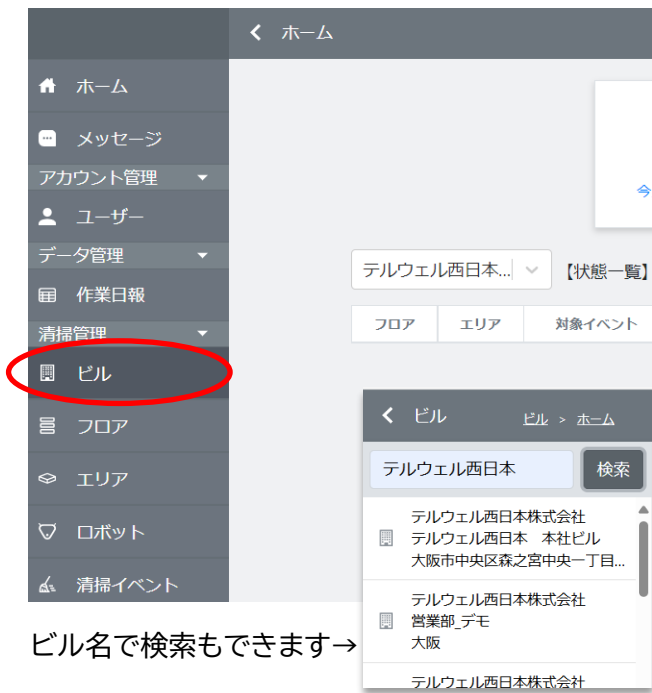 ホーム
ホーム
メッセージ
アカウント管理
ユーザー
データ管理
作業日報
清掃管理
ビル
フロア
エリア
ロボット
清掃イベント
今
テルウェル西日本... 【状態一覧】
フロア エリア 対象イベント
ビル ビル > ホーム
テルウェル西日本 検索
テルウェル西日本株式会社
テルウェル西日本 本社ビル
大阪市中央区森之宮中央一丁目...
テルウェル西日本株式会社
営業部_デモ
大阪
テルウェル西日本株式会社
ビル名で検索もできます→